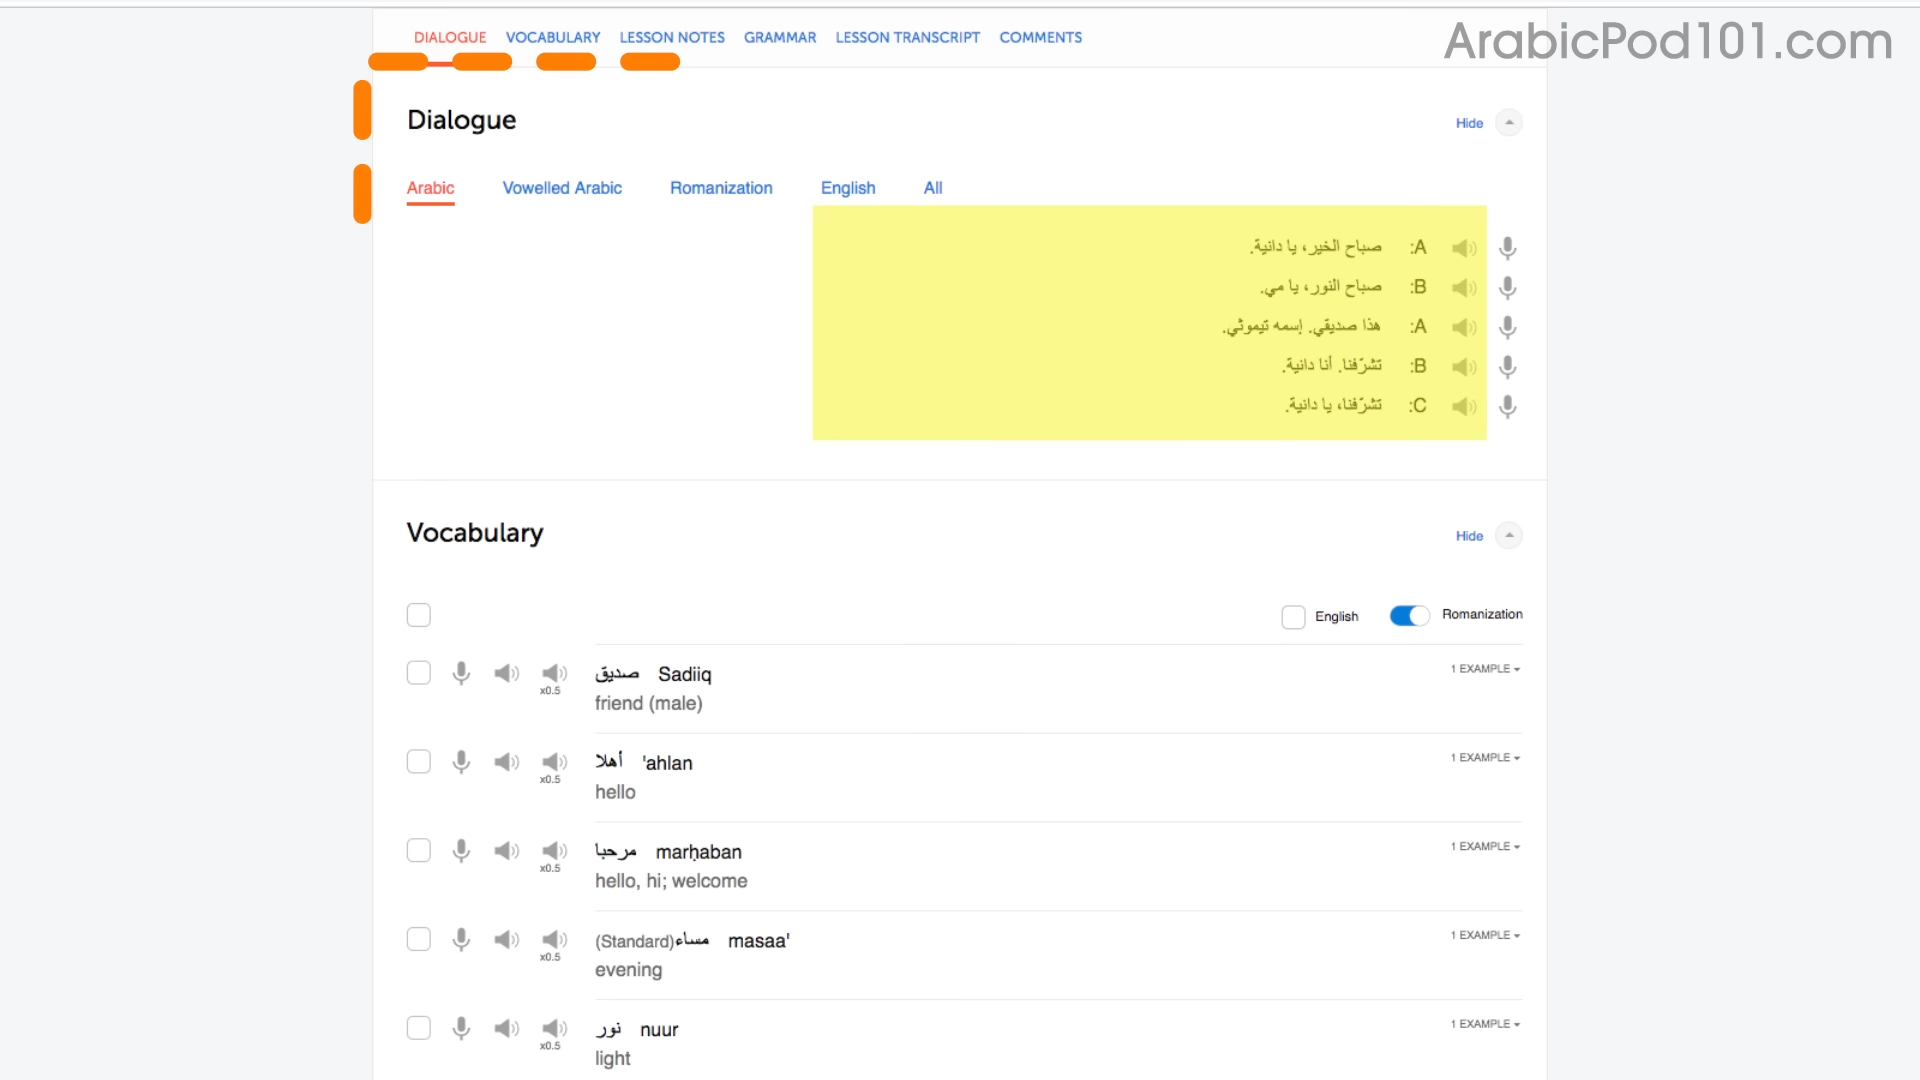 DIALOGUE VOCABULARY LESSON NOTES GRAMMAR LESSON TRANSCRIPT COMMENTS
ArabicPod101.com
Dialogue
Hide
Arabic Vowelled Arabic Romanization English All
A: صباح الخير، يا دانية.
B: صباح النور، يا مي.
A: هذا صديقي. إسمه تيموثي.
B: تشرّفنا. أنا دانية.
C: تشرّفنا، يا دانية.
Vocabulary
Hide
English Romanization
صديق Sadiiq
1 EXAMPLE
x0.5
friend (male)
أهلا 'ahlan
1 EXAMPLE
x0.5
hello
مرحبا marḥaban
1 EXAMPLE
x0.5
hello, hi; welcome
(Standard)مساء masaa'
1 EXAMPLE
x0.5
evening
نور nuur
1 EXAMPLE
x0.5
light